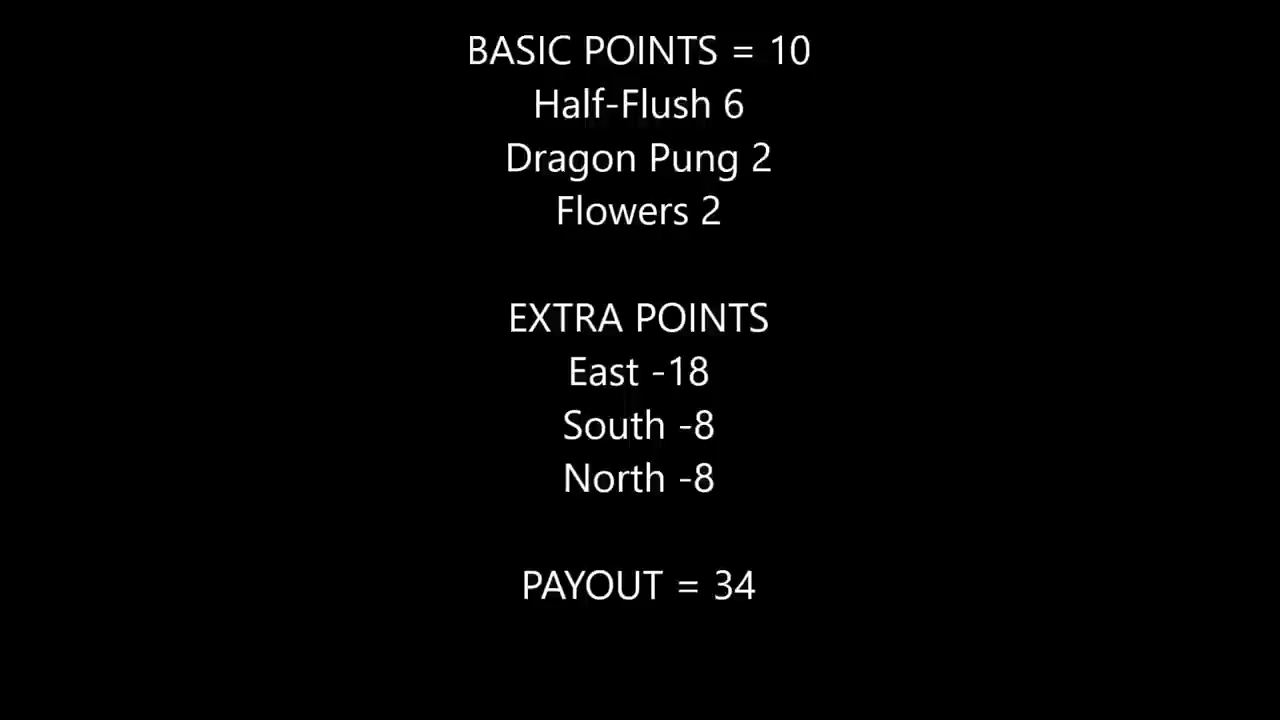 BASIC POINTS = 10
Half-Flush 6
Dragon Pung 2
Flowers 2
EXTRA POINTS
East -18
South -8
North -8
PAYOUT = 34